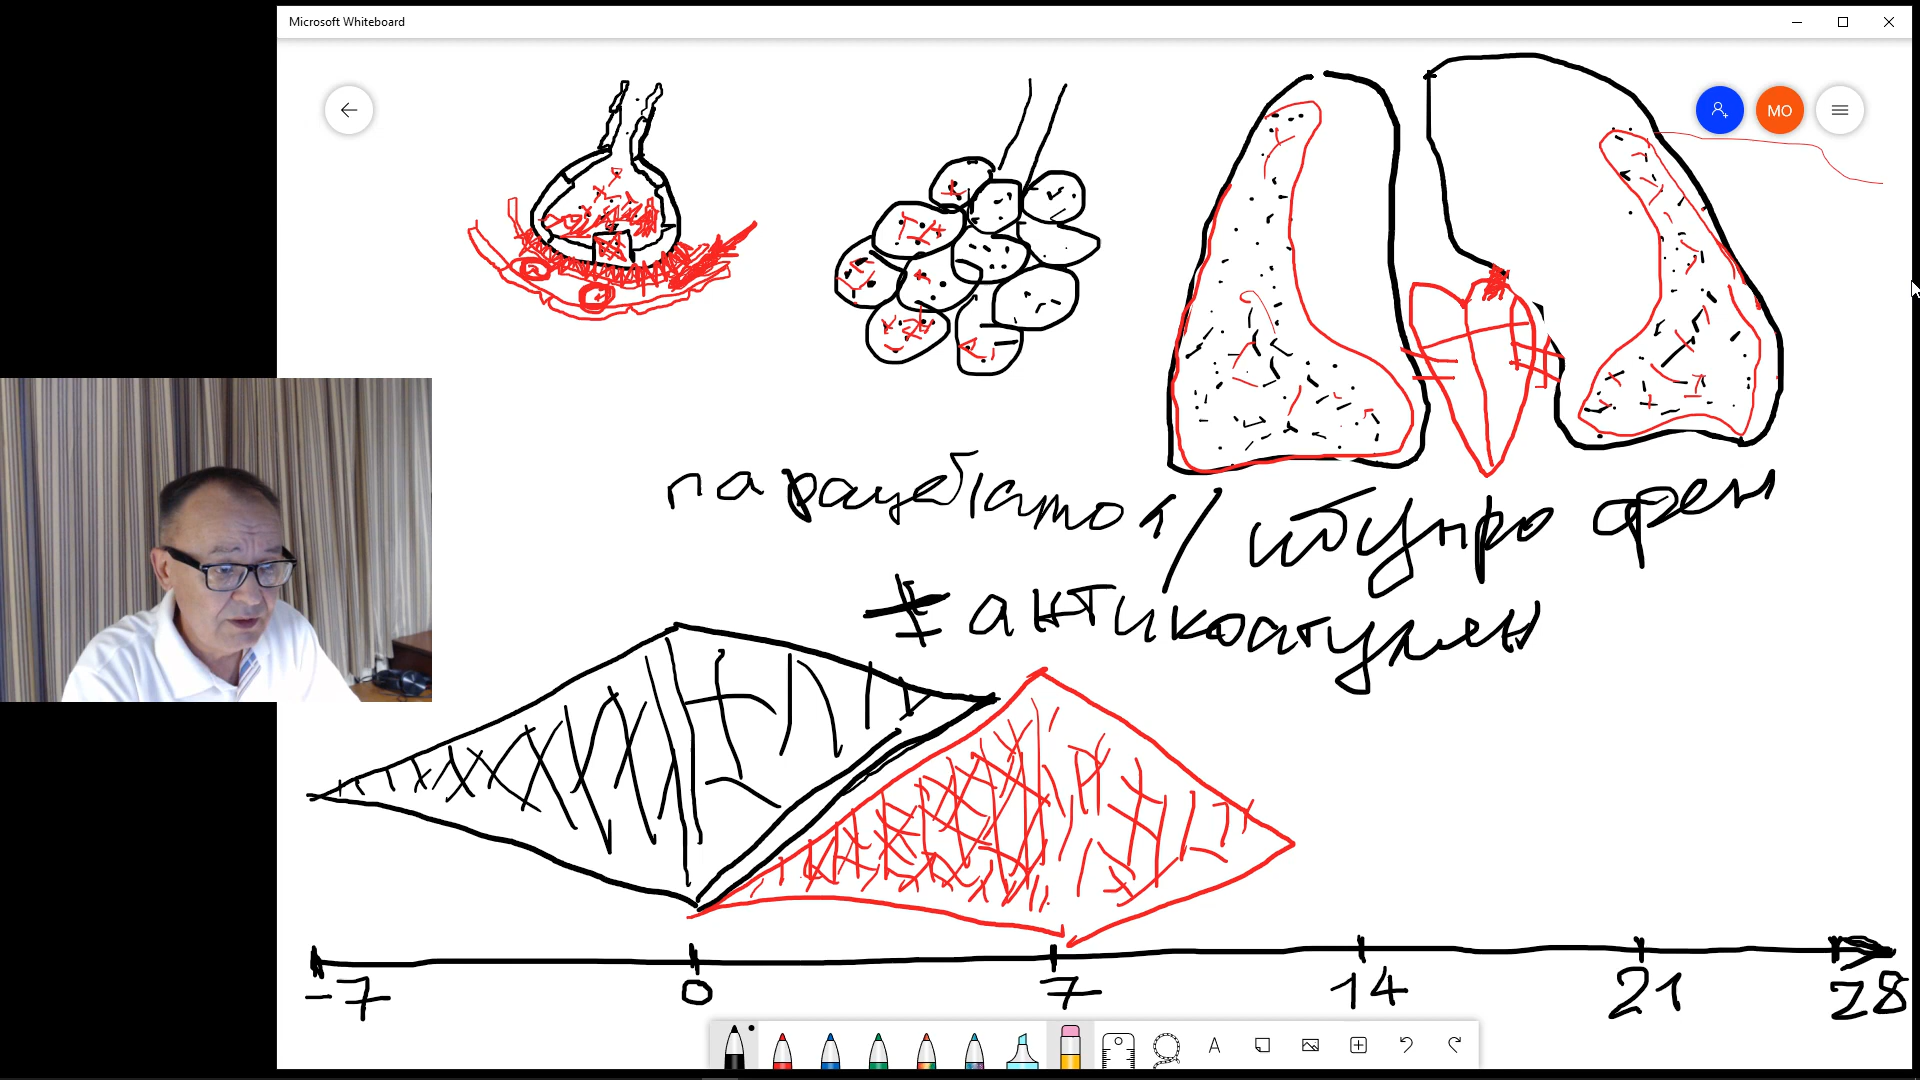 Microsoft Whiteboard
MO
парацетамол/ибупрофен
+ антикоагулян
-7 0 7 14 21 28
A